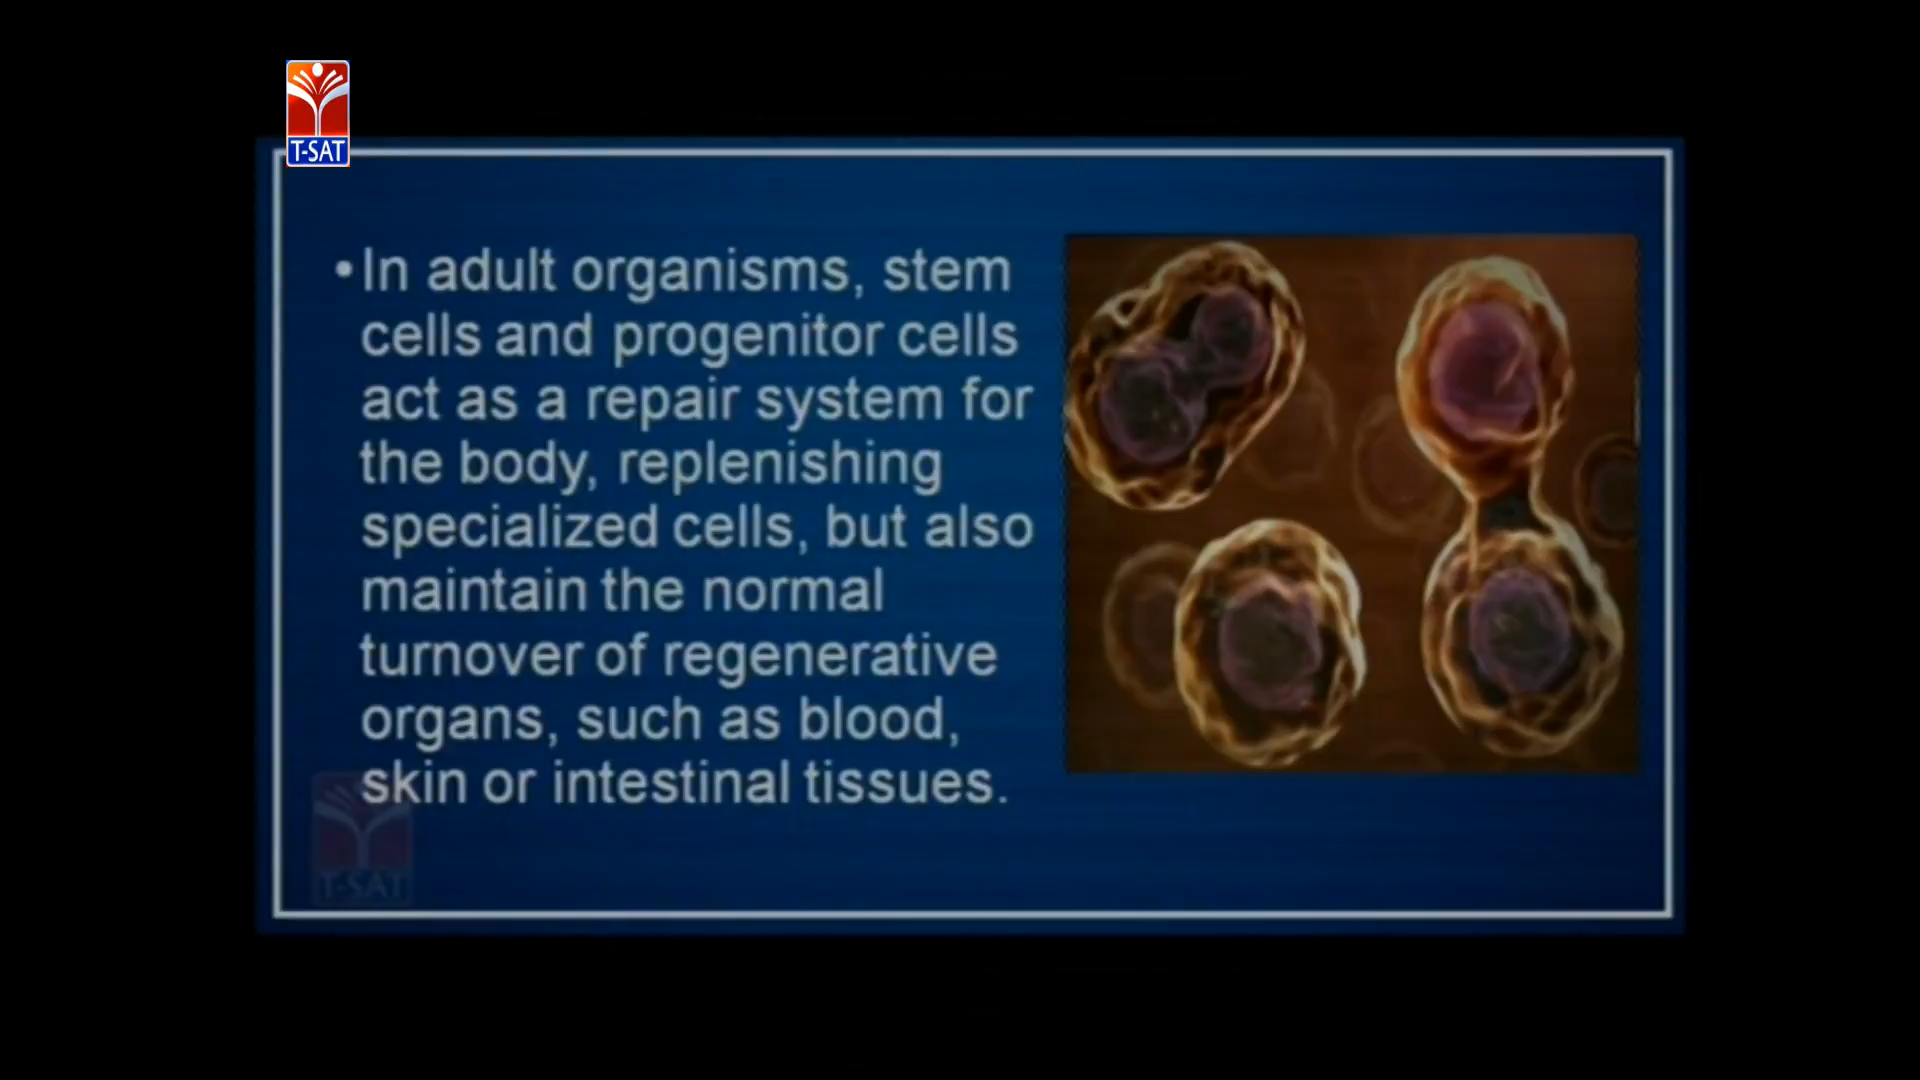 T-SAT
•In adult organisms, stem
cells and progenitor cells
act as a repair system for
the body, replenishing
specialized cells, but also
maintain the normal
turnover of regenerative
organs, such as blood,
skin or intestinal tissues.
T-SAT